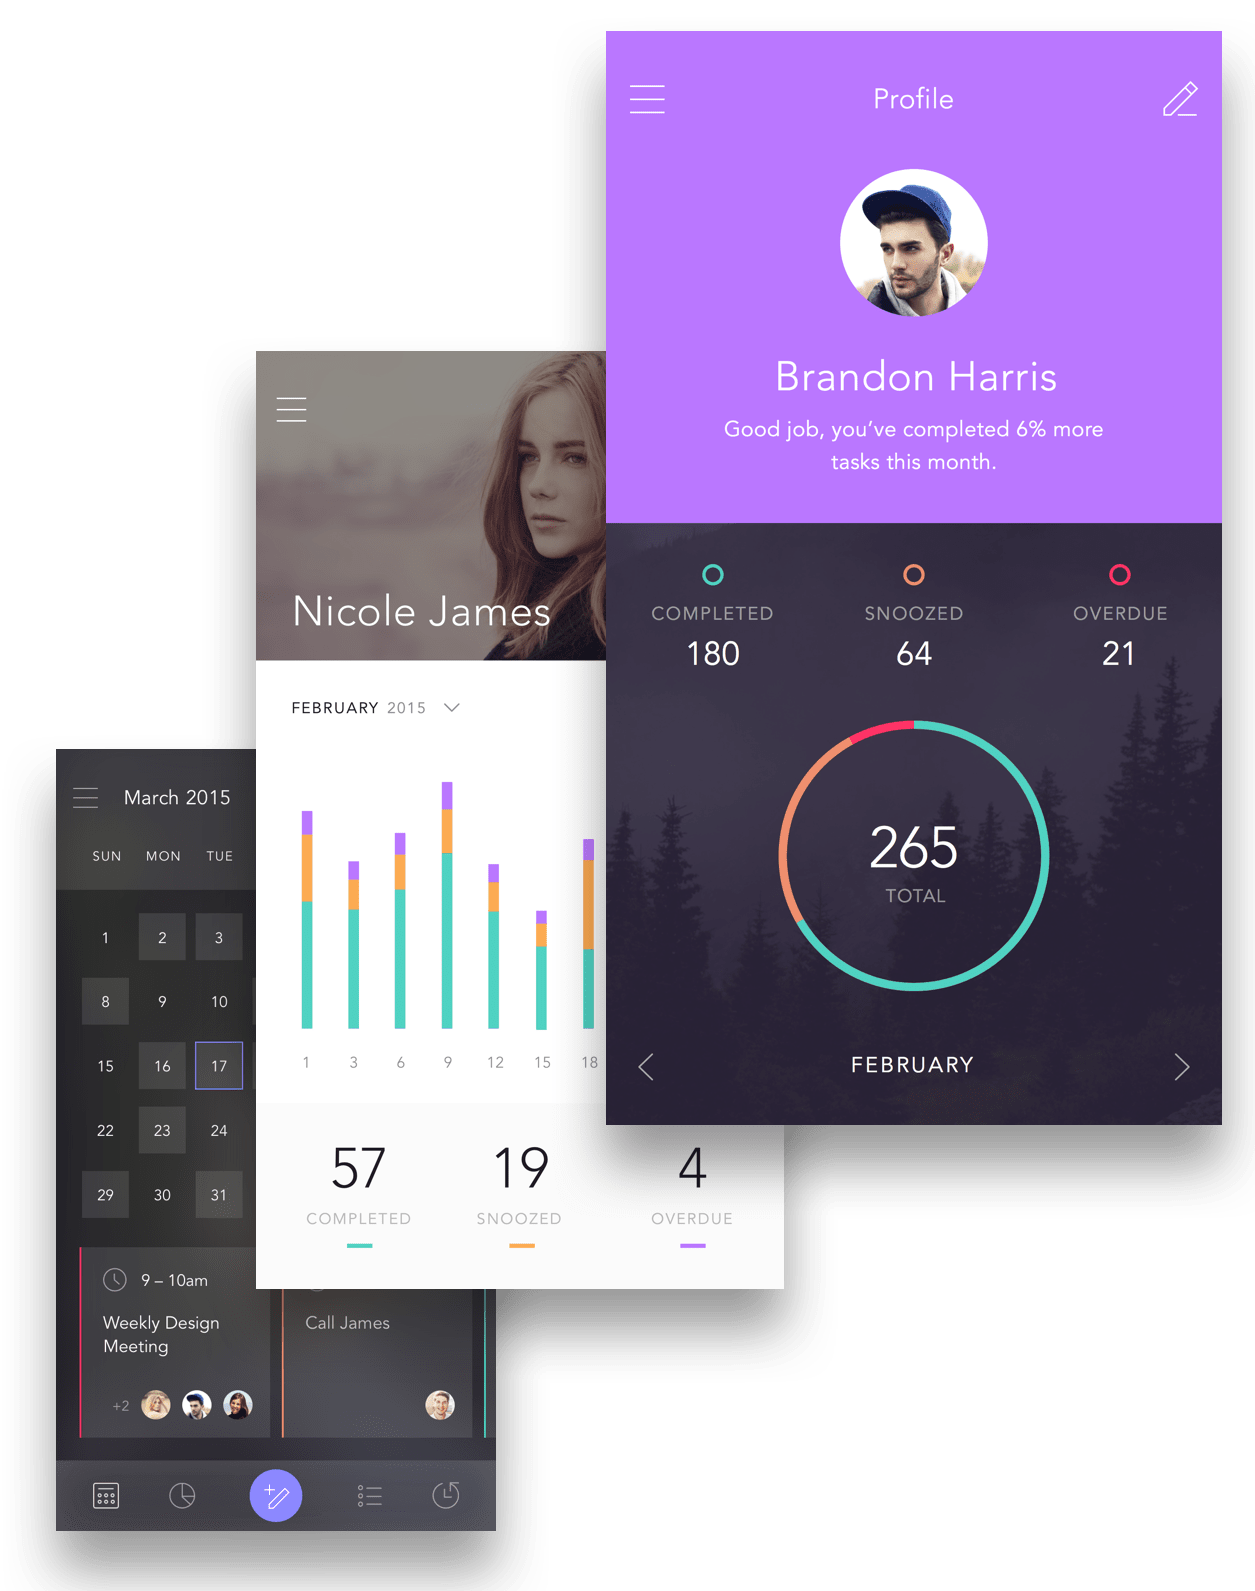 Profile
Brandon Harris
Good job, you’ve completed 6% more
tasks this month.
COMPLETED SNOOZED OVERDUE
180 64 21
265
TOTAL
FEBRUARY
Nicole James
FEBRUARY 2015
1 3 6 9 12 15 18
57 19 4
COMPLETED SNOOZED OVERDUE
March 2015
SUN MON TUE
1 2 3
8 9 10
15 16 17
22 23 24
29 30 31
9 – 10am
Weekly Design
Meeting
+2
Call James